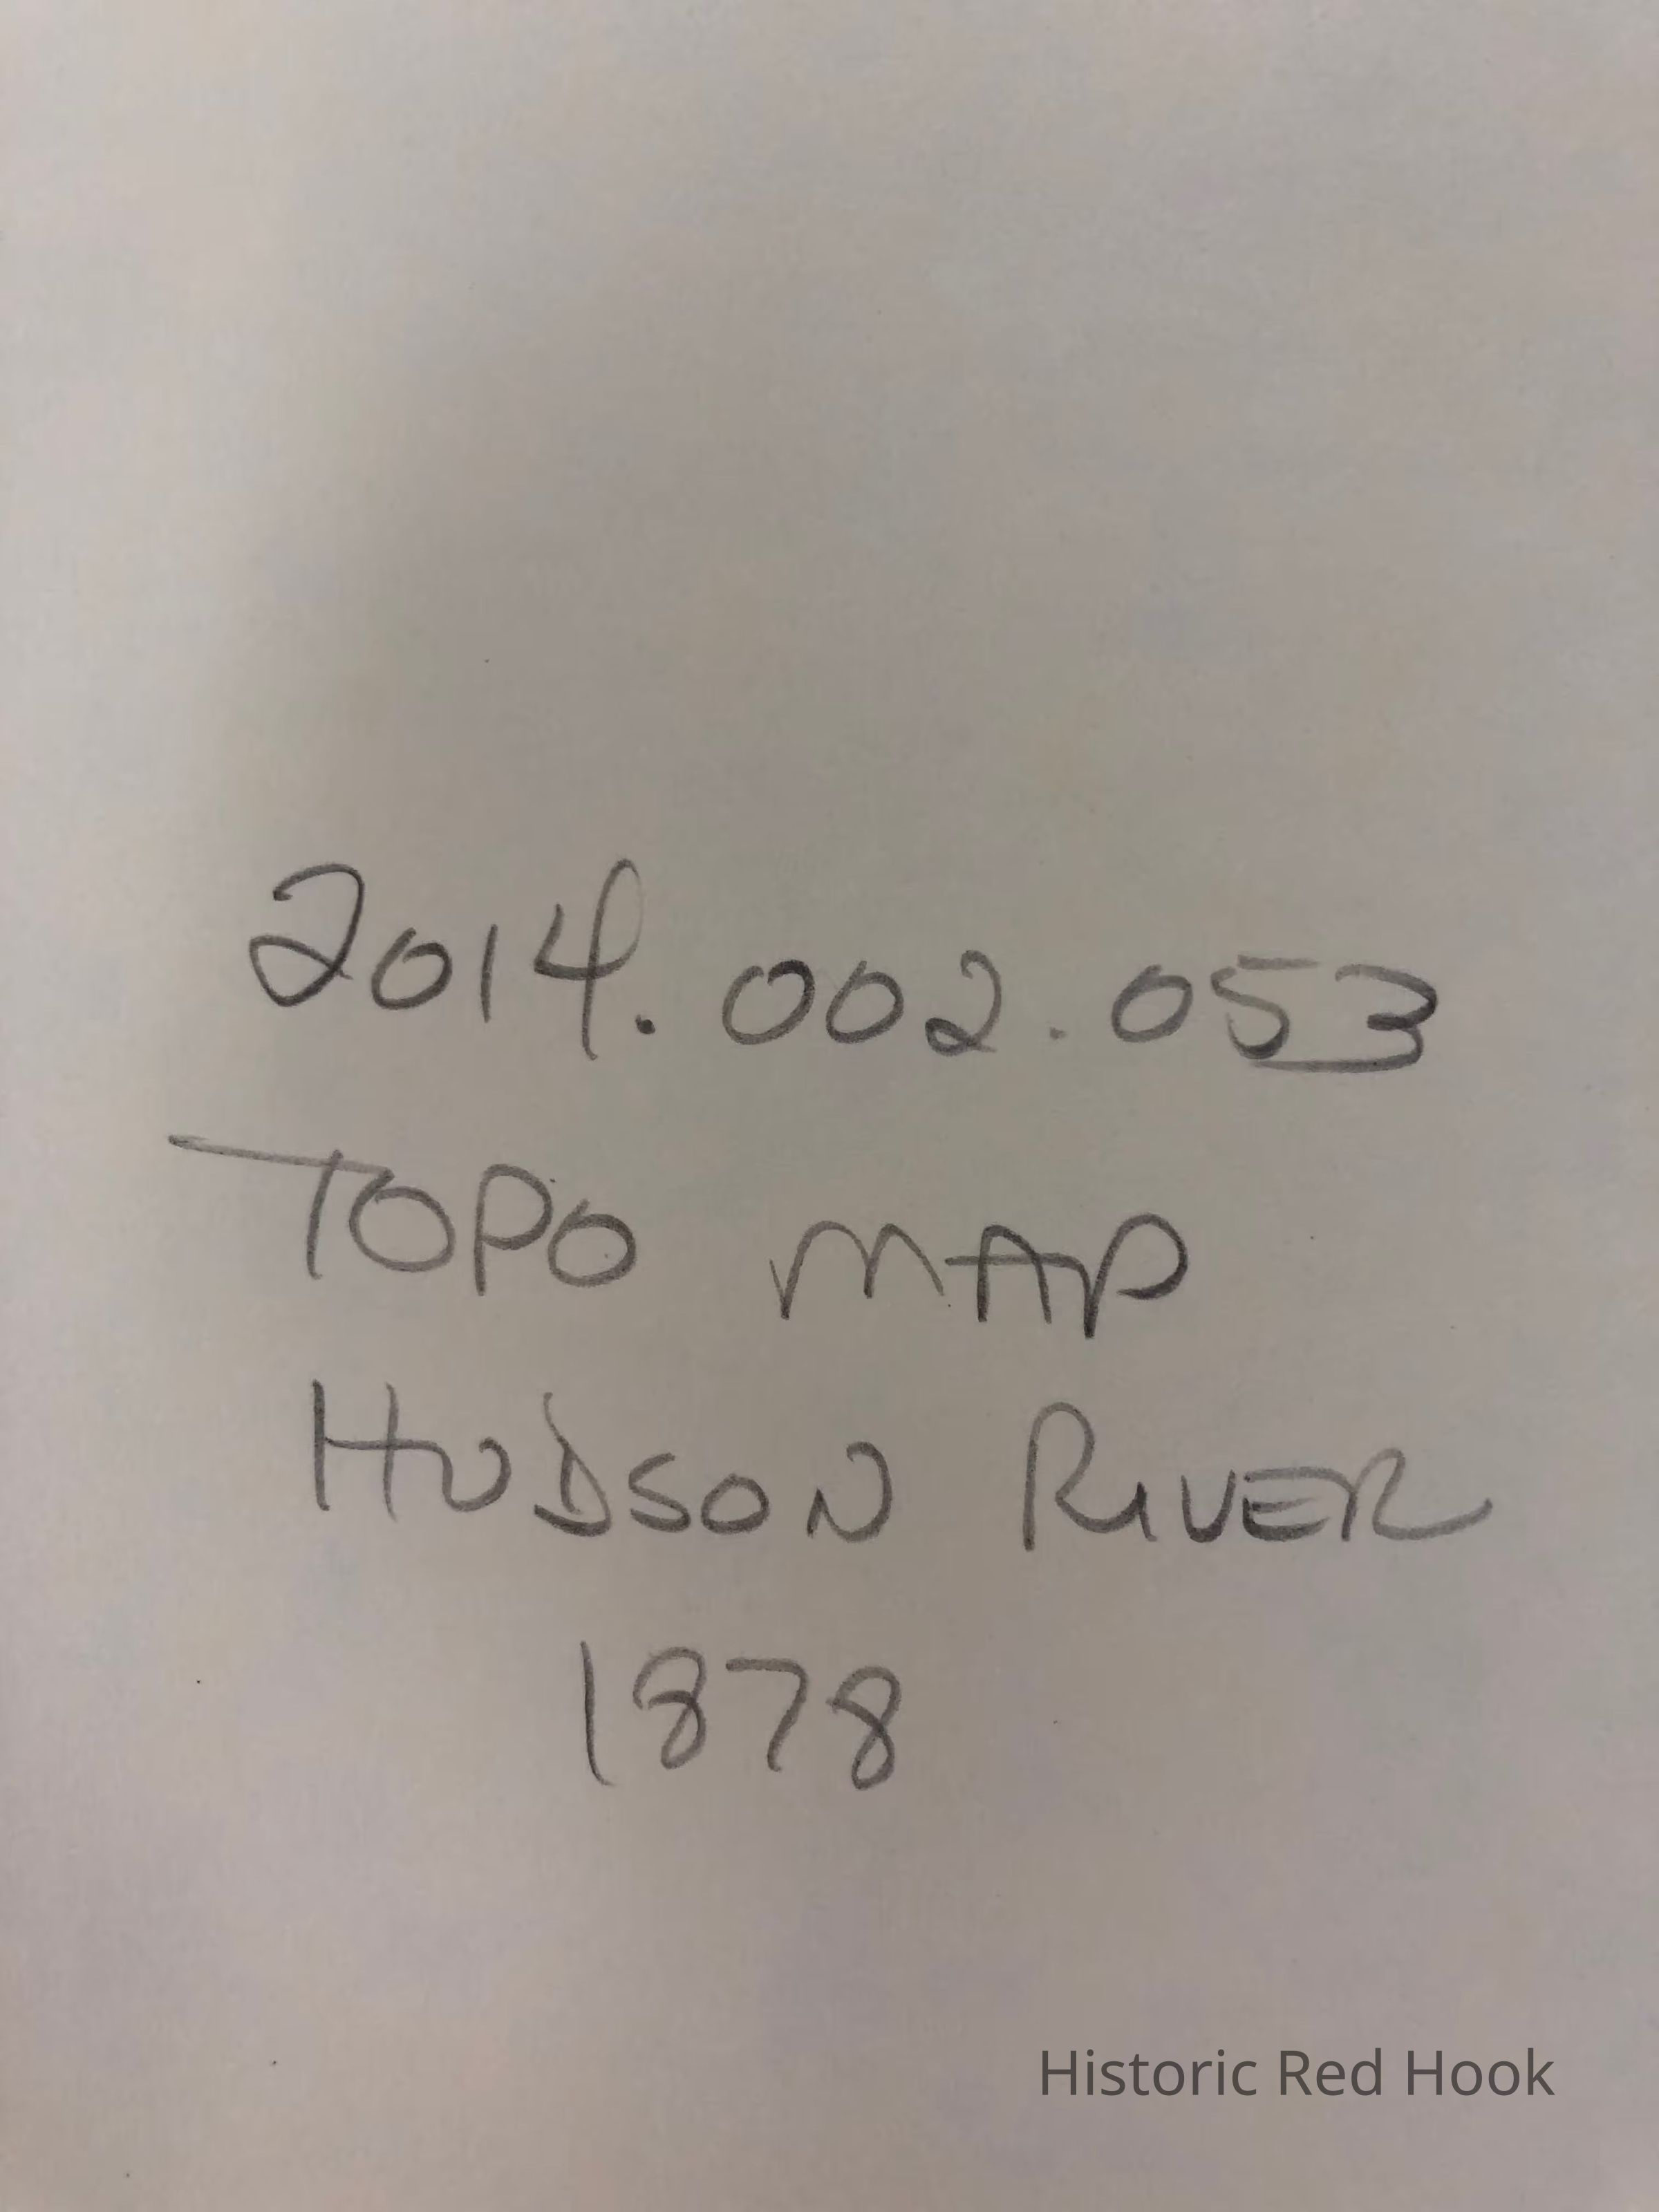 2014.002.053
TOPO MAP
HUDSON RIVER
1878
Historic Red Hook